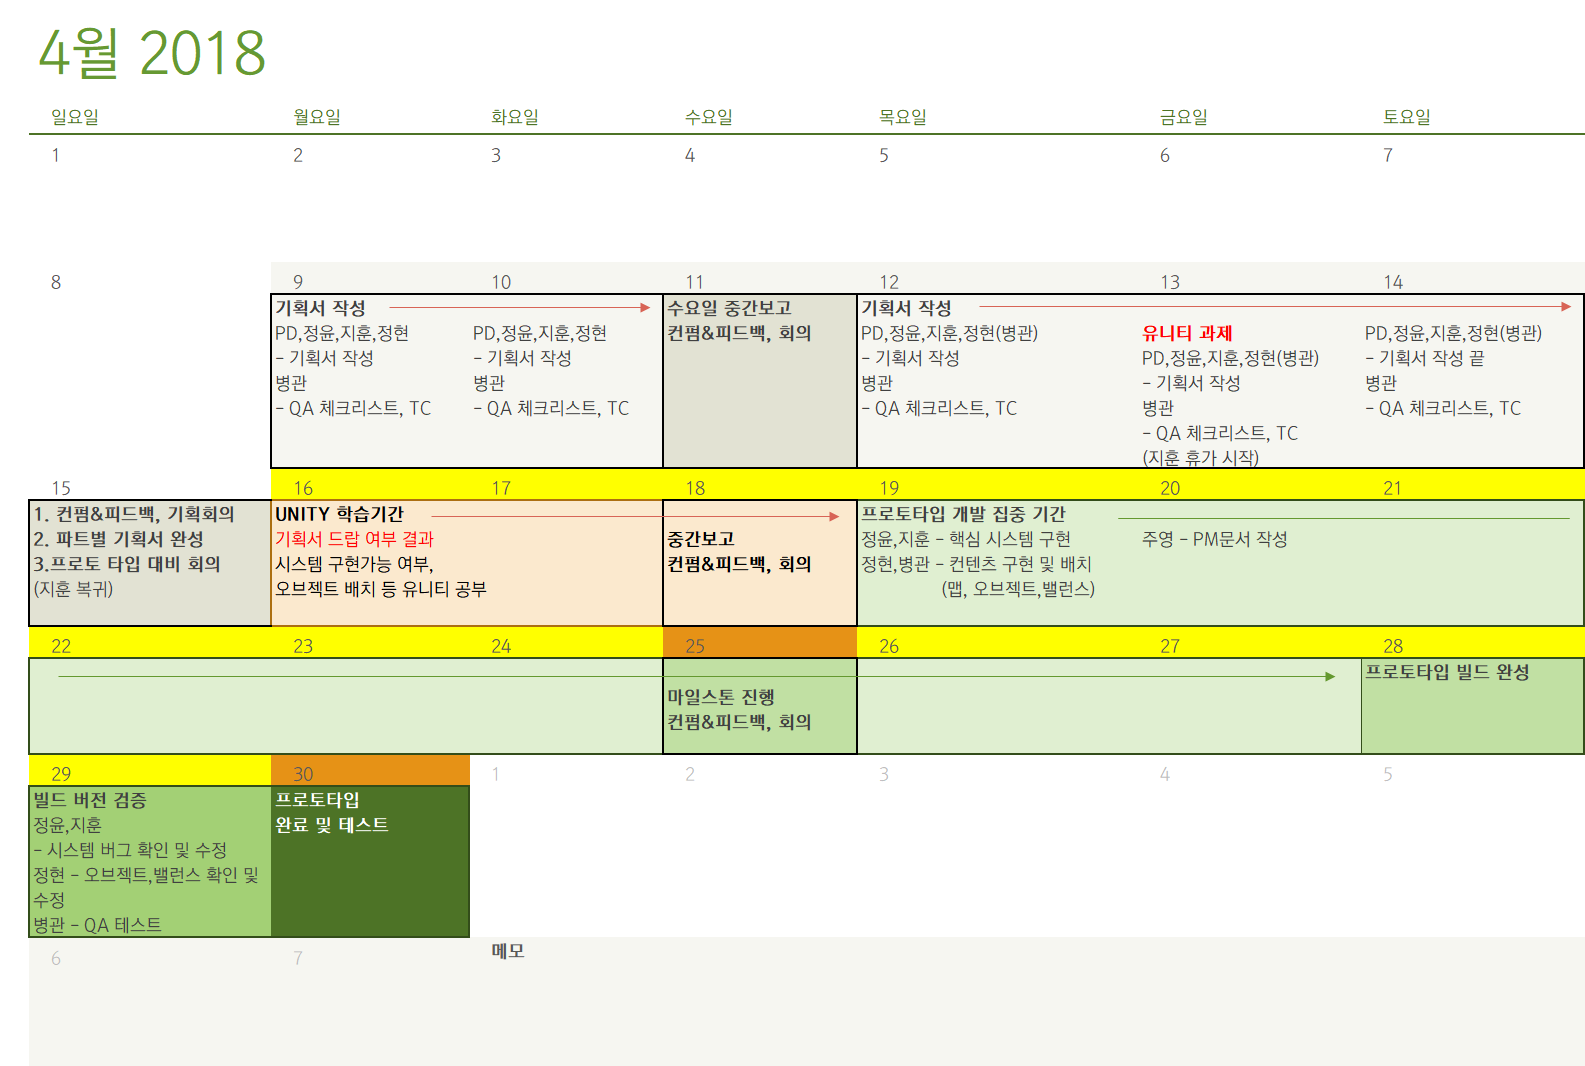 4월 2018
일요일 월요일 화요일 수요일 목요일 금요일 토요일
1 2 3 4 5 6 7
8 9 10 11 12 13 14
기획서 작성
PD,정윤,지훈,정현
- 기획서 작성
병관
- QA 체크리스트, TC
PD,정윤,지훈,정현
- 기획서 작성
병관
- QA 체크리스트, TC
수요일 중간보고
컨펌&피드백, 회의
기획서 작성
PD,정윤,지훈,정현(병관)
- 기획서 작성
병관
- QA 체크리스트, TC
유니티 과제
PD,정윤,지훈,정현(병관)
- 기획서 작성
병관
- QA 체크리스트, TC
(지훈 휴가 시작)
PD,정윤,지훈,정현(병관)
- 기획서 작성 끝
병관
- QA 체크리스트, TC
15 16 17 18 19 20 21
1. 컨펌&피드백, 기획회의
2. 파트별 기획서 완성
3.프로토 타입 대비 회의
(지훈 복귀)
UNITY 학습기간
기획서 드랍 여부 결과
시스템 구현가능 여부,
오브젝트 배치 등 유니티 공부
중간보고
컨펌&피드백, 회의
프로토타입 개발 집중 기간
정윤,지훈 - 핵심 시스템 구현
정현,병관 - 컨텐츠 구현 및 배치
(맵, 오브젝트,밸런스)
주영 - PM문서 작성
22 23 24 25 26 27 28
마일스톤 진행
컨펌&피드백, 회의
프로토타입 빌드 완성
29 30 1 2 3 4 5
빌드 버전 검증
정윤,지훈
- 시스템 버그 확인 및 수정
정현 - 오브젝트,밸런스 확인 및
수정
병관 - QA 테스트
프로토타입
완료 및 테스트
6 7 메모